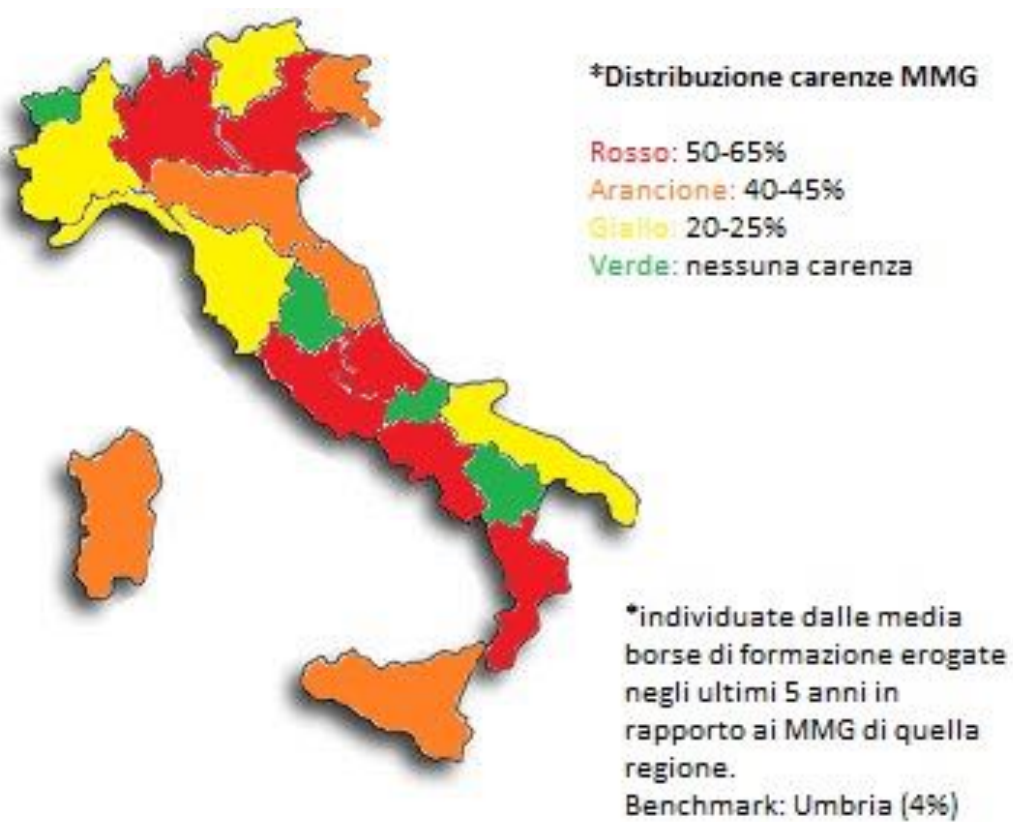 *Distribuzione carenze MMG
Rosso: 50-65%
Arancione: 40-45%
Giallo: 20-25%
Verde: nessuna carenza
*individuate dalle media
borse di formazione erogate
negli ultimi 5 anni in
rapporto ai MMG di quella
regione.
Benchmark: Umbria (4%)